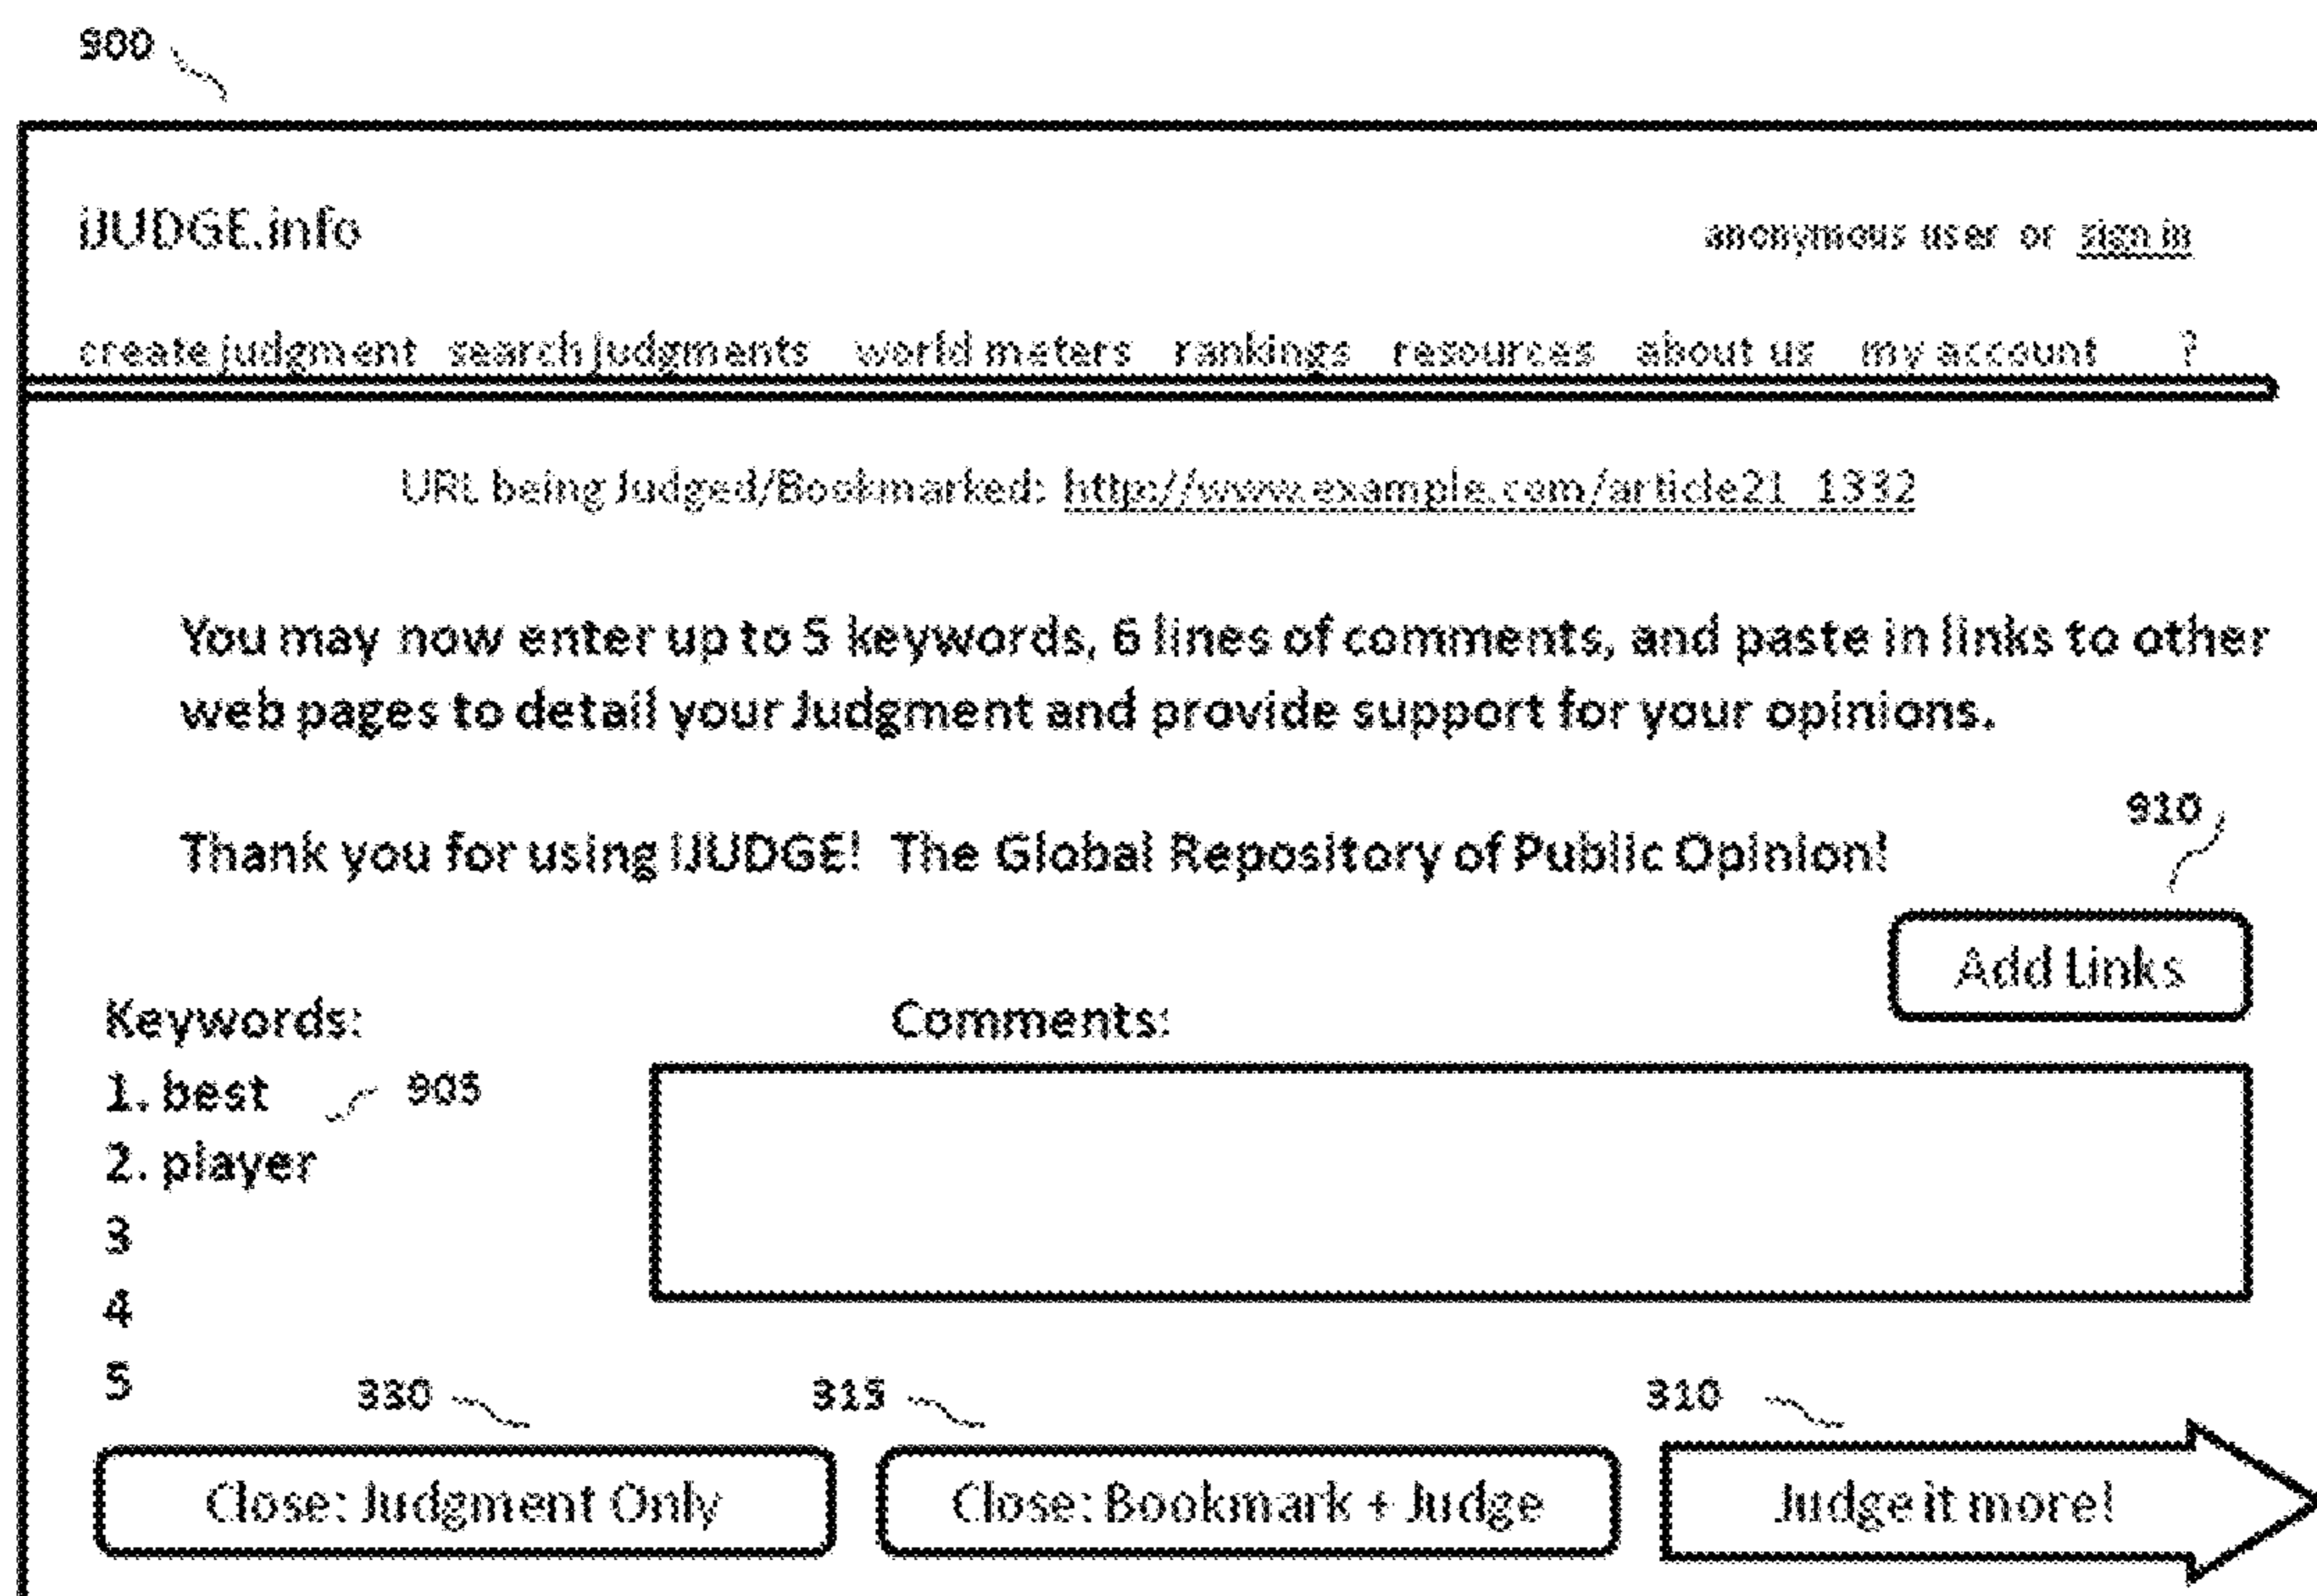 900
iJUDGE.info anonymous user or sign in
create judgment search judgments world meters rankings resources about us my account ?
URL being Judged/Bookmarked: http://www.example.com/article21_1332
You may now enter up to 5 keywords, 6 lines of comments, and paste in links to other
web pages to detail your Judgment and provide support for your opinions.
910
Thank you for using iJUDGE! The Global Repository of Public Opinion!
Add Links
Keywords: Comments:
1. best 905
2. player
3
4
5
330 315 310
Close: Judgment Only Close: Bookmark + Judge Judge it more!